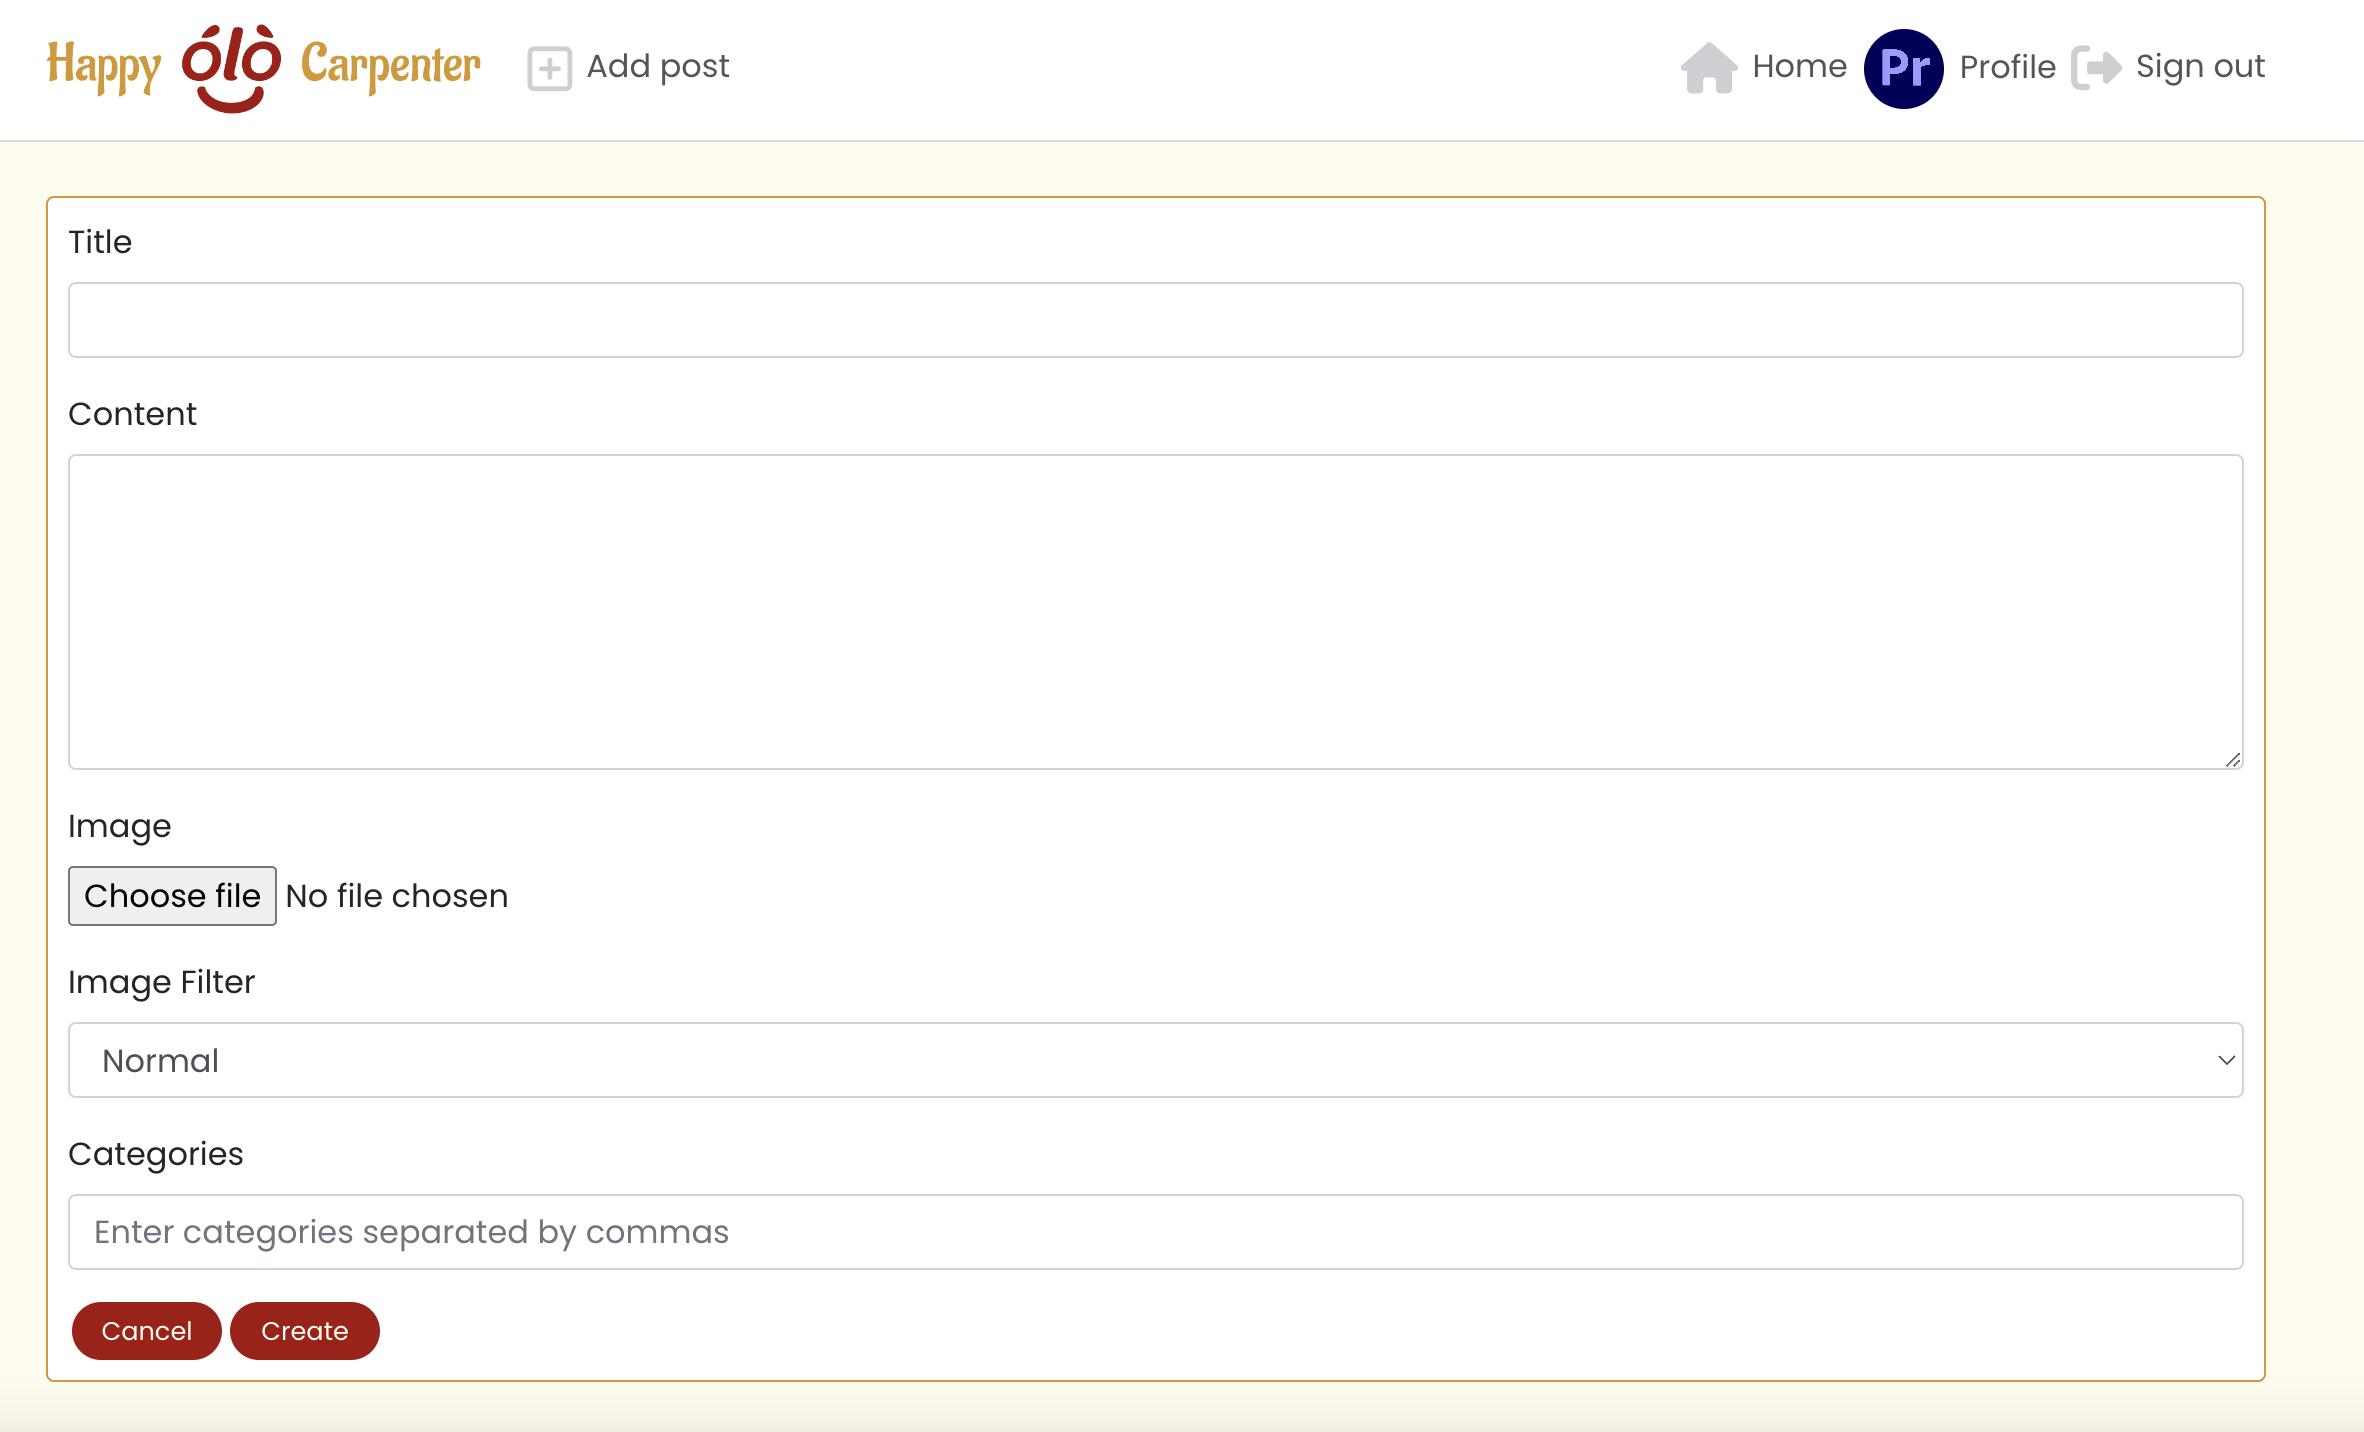 Happy ólò Carpenter Add post Home Pr Profile Sign out
Title
Content
Image
Choose file No file chosen
Image Filter
Normal
Categories
Enter categories separated by commas
Cancel Create